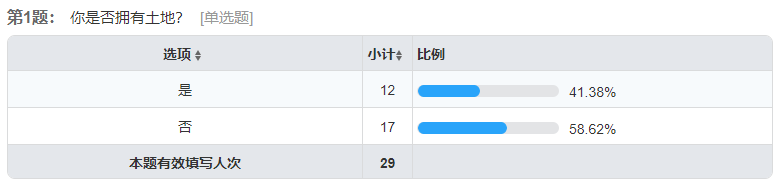 第1题： 你是否拥有土地？ [单选题]
选项 小计 比例
是 12 41.38%
否 17 58.62%
本题有效填写人次 29